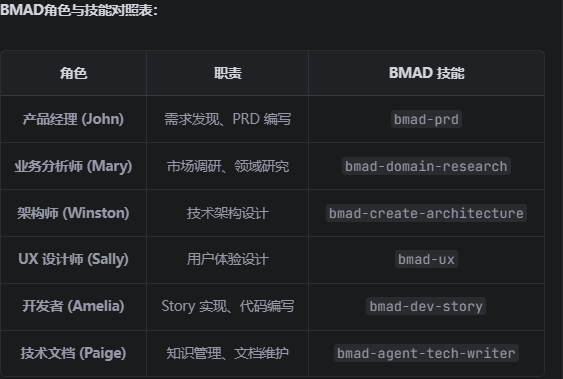 BMAD角色与技能对照表：
角色 职责 BMAD 技能
产品经理 (John) 需求发现、PRD 编写 bmad-prd
业务分析师 (Mary) 市场调研、领域研究 bmad-domain-research
架构师 (Winston) 技术架构设计 bmad-create-architecture
UX 设计师 (Sally) 用户体验设计 bmad-ux
开发者 (Amelia) Story 实现、代码编写 bmad-dev-story
技术文档 (Paige) 知识管理、文档维护 bmad-agent-tech-writer